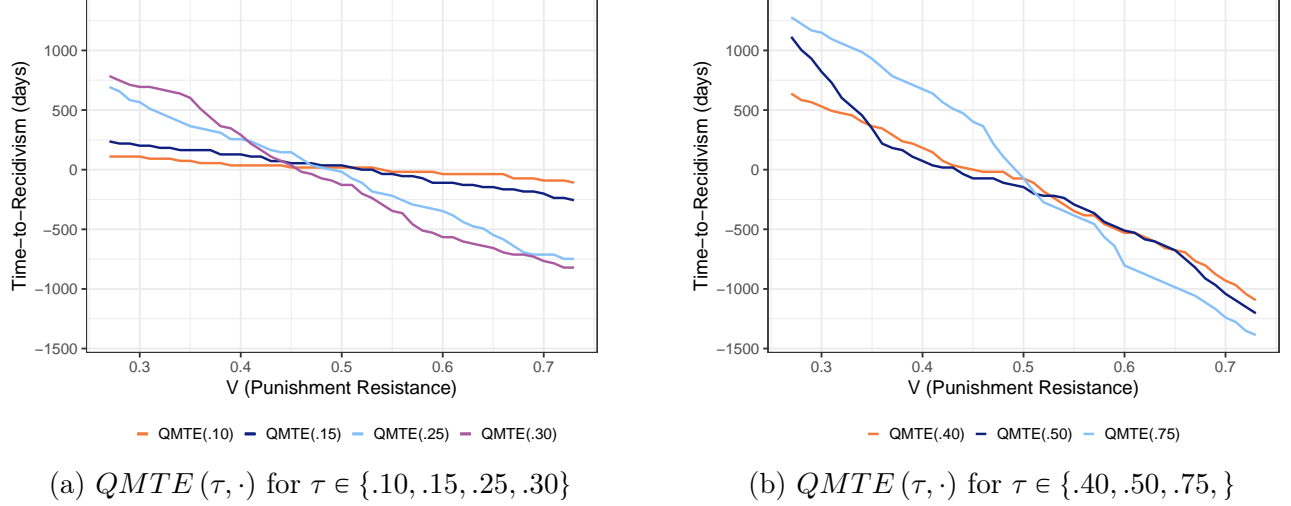 1000
500
0
−500
−1000
−1500
Time−to−Recidivism (days)
0.3 0.4 0.5 0.6 0.7
V (Punishment Resistance)
QMTE(.10) QMTE(.15) QMTE(.25) QMTE(.30)
(a) QMTE (τ, ·) for τ ∈ {.10, .15, .25, .30}
1000
500
0
−500
−1000
−1500
Time−to−Recidivism (days)
0.3 0.4 0.5 0.6 0.7
V (Punishment Resistance)
QMTE(.40) QMTE(.50) QMTE(.75)
(b) QMTE (τ, ·) for τ ∈ {.40, .50, .75, }